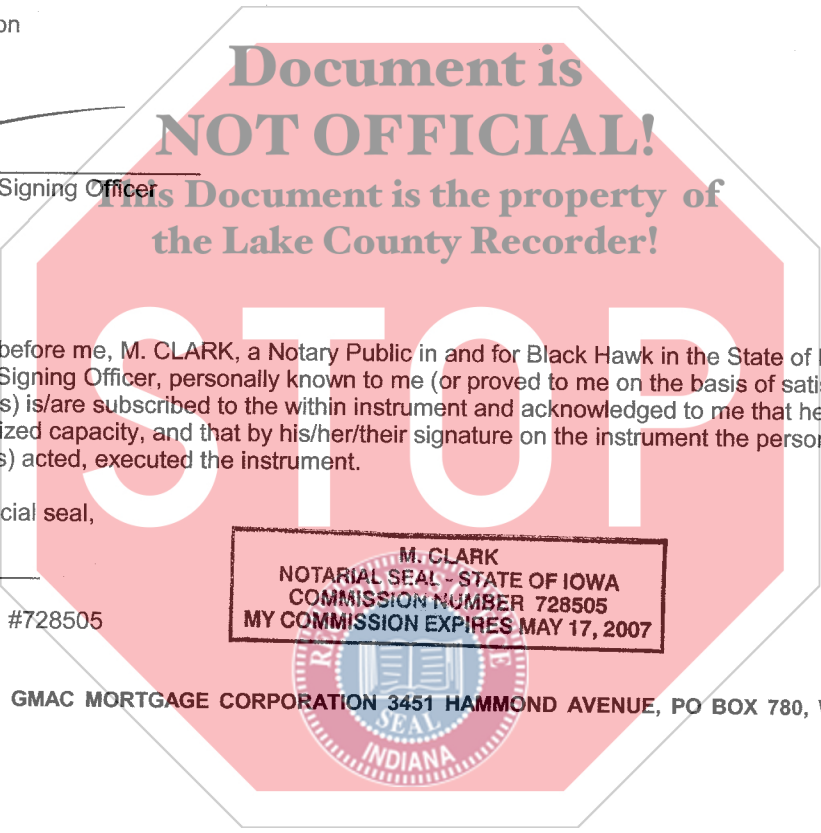 on
Document is
NOT OFFICIAL!
Signing Officer
This Document is the property of
the Lake County Recorder!
STOP
before me, M. CLARK, a Notary Public in and for Black Hawk in the State of
Signing Officer, personally known to me (or proved to me on the basis of satis
s) is/are subscribed to the within instrument and acknowledged to me that he
ized capacity, and that by his/her/their signature on the instrument the person
s) acted, executed the instrument.
cial seal,
M. CLARK
NOTARIAL SEAL - STATE OF IOWA
COMMISSION NUMBER 728505
MY COMMISSION EXPIRES MAY 17, 2007
#728505
RECORDER'S OFFICE
SEAL
INDIANA
GMAC MORTGAGE CORPORATION 3451 HAMMOND AVENUE, PO BOX 780,